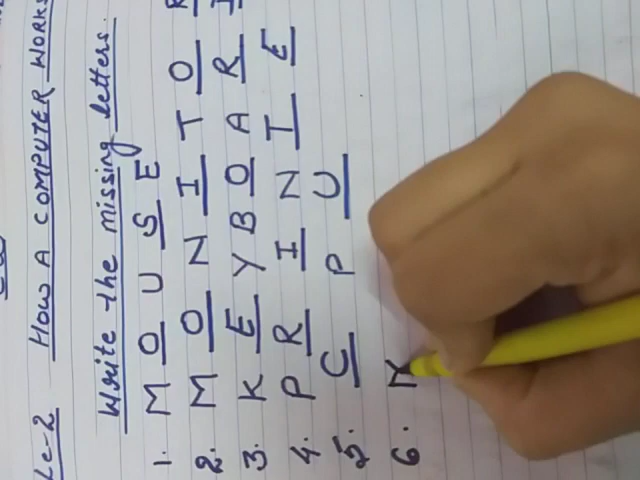 Le-2 HOW A COMPUTER WORKS
Write the missing letters.
1. M O U S E
2. M O N I T O R
3. K E Y B O A R
4. P R I N T E
5. C P U
6. M